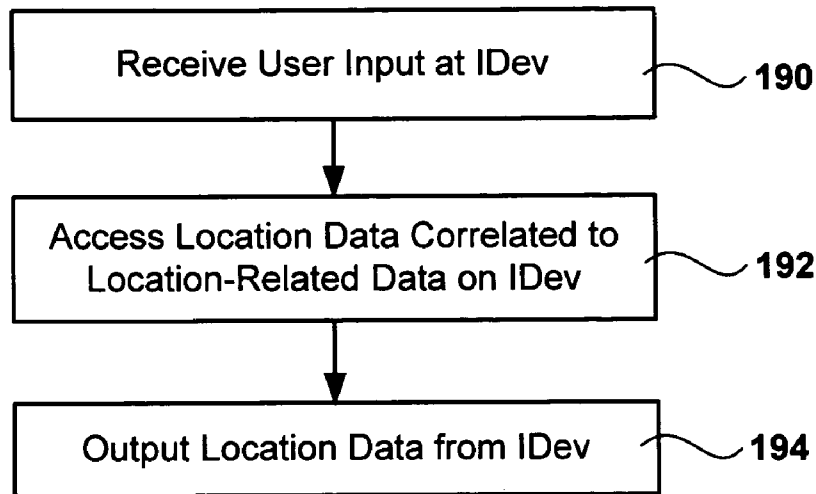 Receive User Input at IDev
190
Access Location Data Correlated to
Location-Related Data on IDev
192
Output Location Data from IDev
194